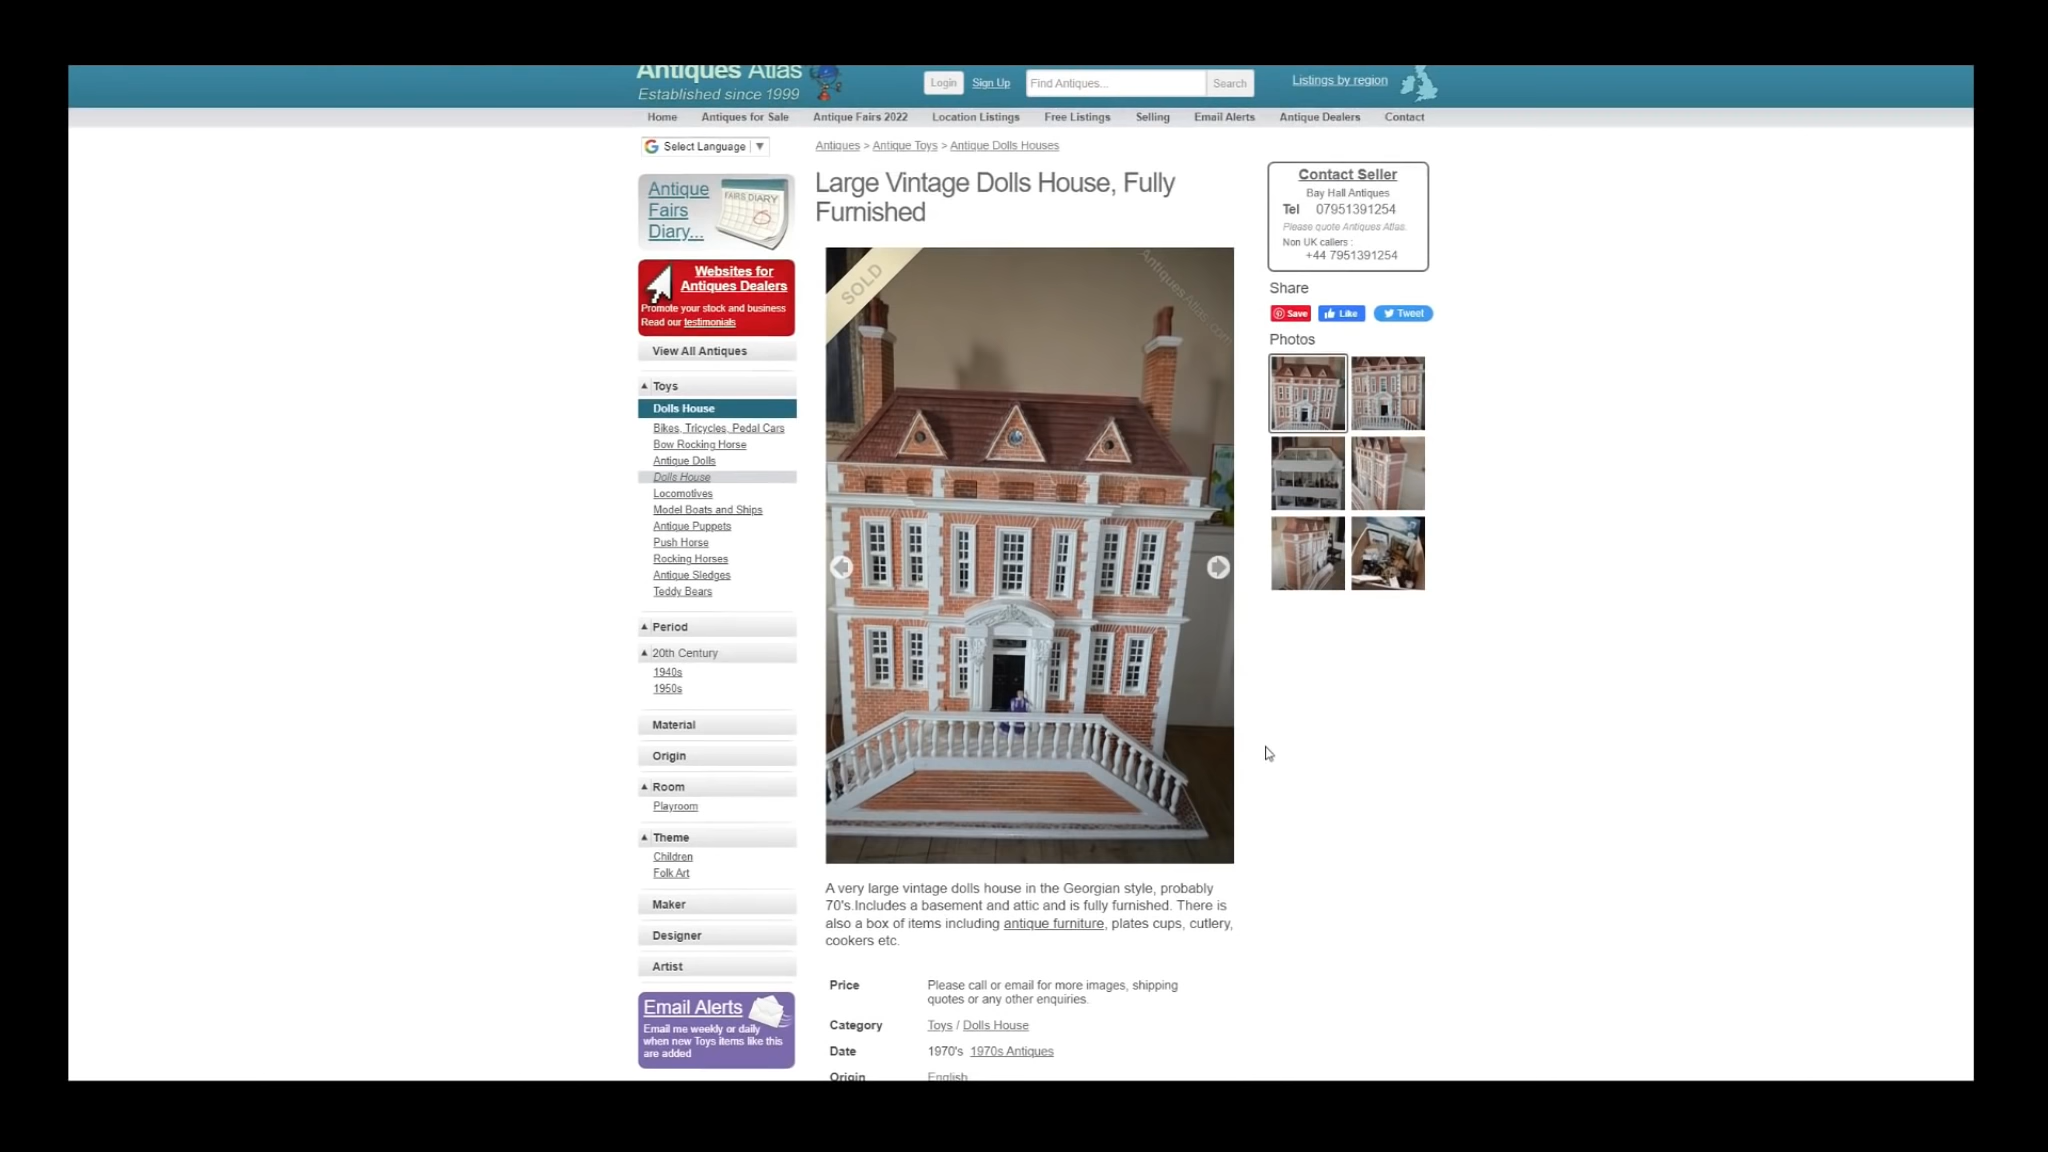 Antiques Atlas
Established since 1999
Login
Sign Up
Find Antiques...
Search
Listings by region
Home
Antiques for Sale
Antique Fairs 2022
Location Listings
Free Listings
Selling
Email Alerts
Antique Dealers
Contact
Select Language
Antiques > Antique Toys > Antique Dolls Houses
Antique
Fairs
Diary...
FAIRS DIARY
Websites for
Antiques Dealers
Promote your stock and business
Read our testimonials
View All Antiques
Toys
Dolls House
Bikes, Tricycles, Pedal Cars
Bow Rocking Horse
Antique Dolls
Dolls House
Locomotives
Model Boats and Ships
Antique Puppets
Push Horse
Rocking Horses
Antique Sledges
Teddy Bears
Period
20th Century
1940s
1950s
Material
Origin
Room
Playroom
Theme
Children
Folk Art
Maker
Designer
Artist
Email Alerts
Email me weekly or daily
when new Toys items like this
are added
Large Vintage Dolls House, Fully
Furnished
SOLD
Antiques Atlas.com
A very large vintage dolls house in the Georgian style, probably
70's.Includes a basement and attic and is fully furnished. There is
also a box of items including antique furniture, plates cups, cutlery,
cookers etc.
Price Please call or email for more images, shipping
quotes or any other enquiries.
Category Toys / Dolls House
Date 1970's 1970s Antiques
Origin English
Contact Seller
Bay Hall Antiques
Tel 07951391254
Please quote Antiques Atlas.
Non UK callers :
+44 7951391254
Share
Save
Like
Tweet
Photos